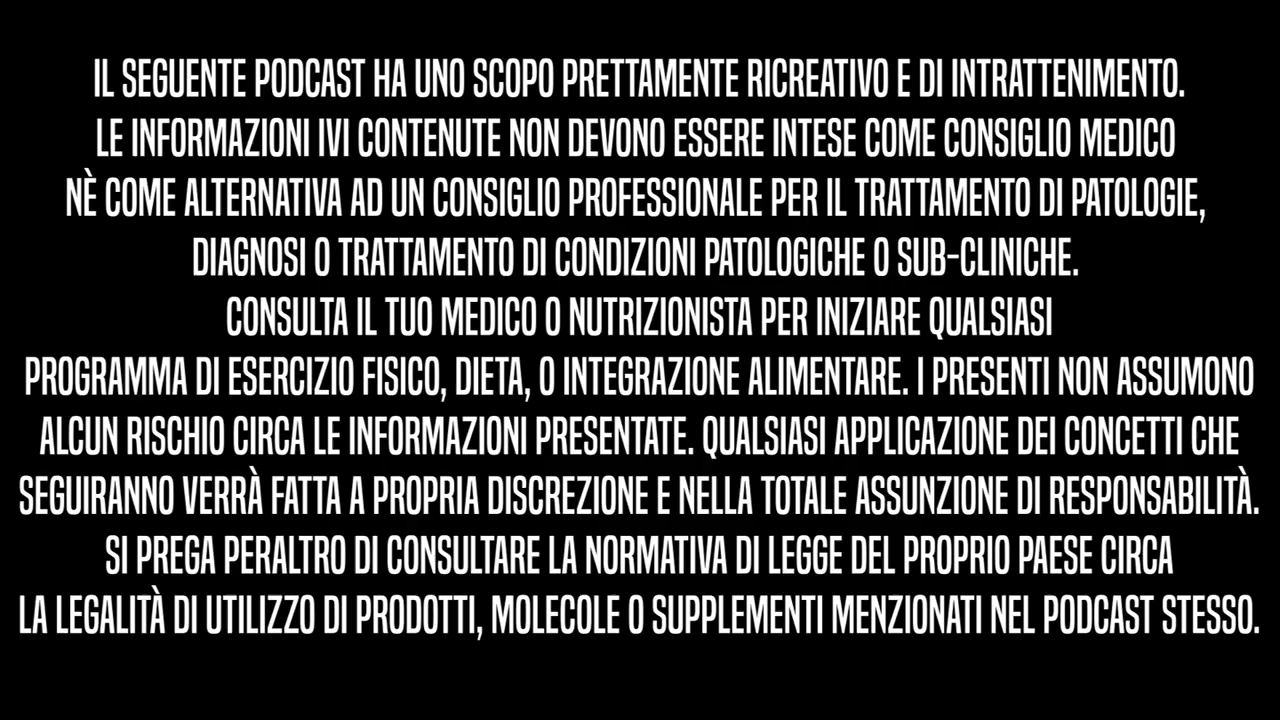 IL SEGUENTE PODCAST HA UNO SCOPO PRETTAMENTE RICREATIVO E DI INTRATTENIMENTO.
LE INFORMAZIONI IVI CONTENUTE NON DEVONO ESSERE INTESE COME CONSIGLIO MEDICO
NÈ COME ALTERNATIVA AD UN CONSIGLIO PROFESSIONALE PER IL TRATTAMENTO DI PATOLOGIE,
DIAGNOSI O TRATTAMENTO DI CONDIZIONI PATOLOGICHE O SUB-CLINICHE.
CONSULTA IL TUO MEDICO O NUTRIZIONISTA PER INIZIARE QUALSIASI
PROGRAMMA DI ESERCIZIO FISICO, DIETA, O INTEGRAZIONE ALIMENTARE. I PRESENTI NON ASSUMONO
ALCUN RISCHIO CIRCA LE INFORMAZIONI PRESENTATE. QUALSIASI APPLICAZIONE DEI CONCETTI CHE
SEGUIRANNO VERRÀ FATTA A PROPRIA DISCREZIONE E NELLA TOTALE ASSUNZIONE DI RESPONSABILITÀ.
SI PREGA PERALTRO DI CONSULTARE LA NORMATIVA DI LEGGE DEL PROPRIO PAESE CIRCA
LA LEGALITÀ DI UTILIZZO DI PRODOTTI, MOLECOLE O SUPPLEMENTI MENZIONATI NEL PODCAST STESSO.